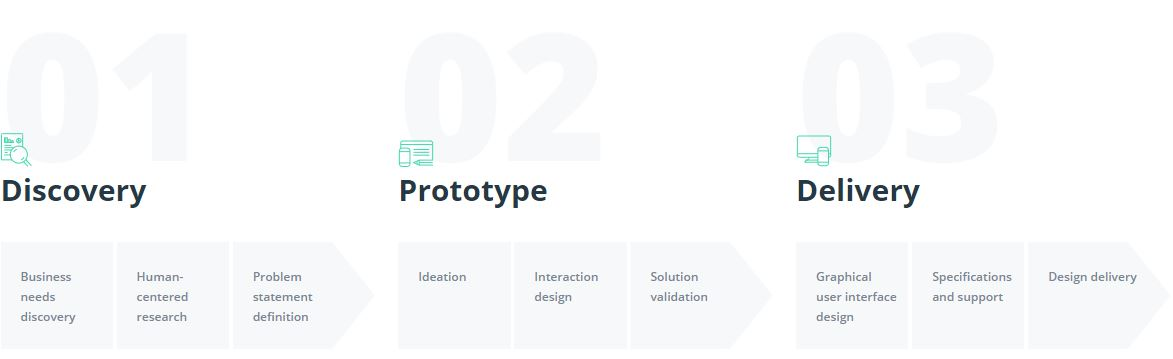 01
Discovery
Business
needs
discovery
Human-
centered
research
Problem
statement
definition
02
Prototype
Ideation
Interaction
design
Solution
validation
03
Delivery
Graphical
user interface
design
Specifications
and support
Design delivery